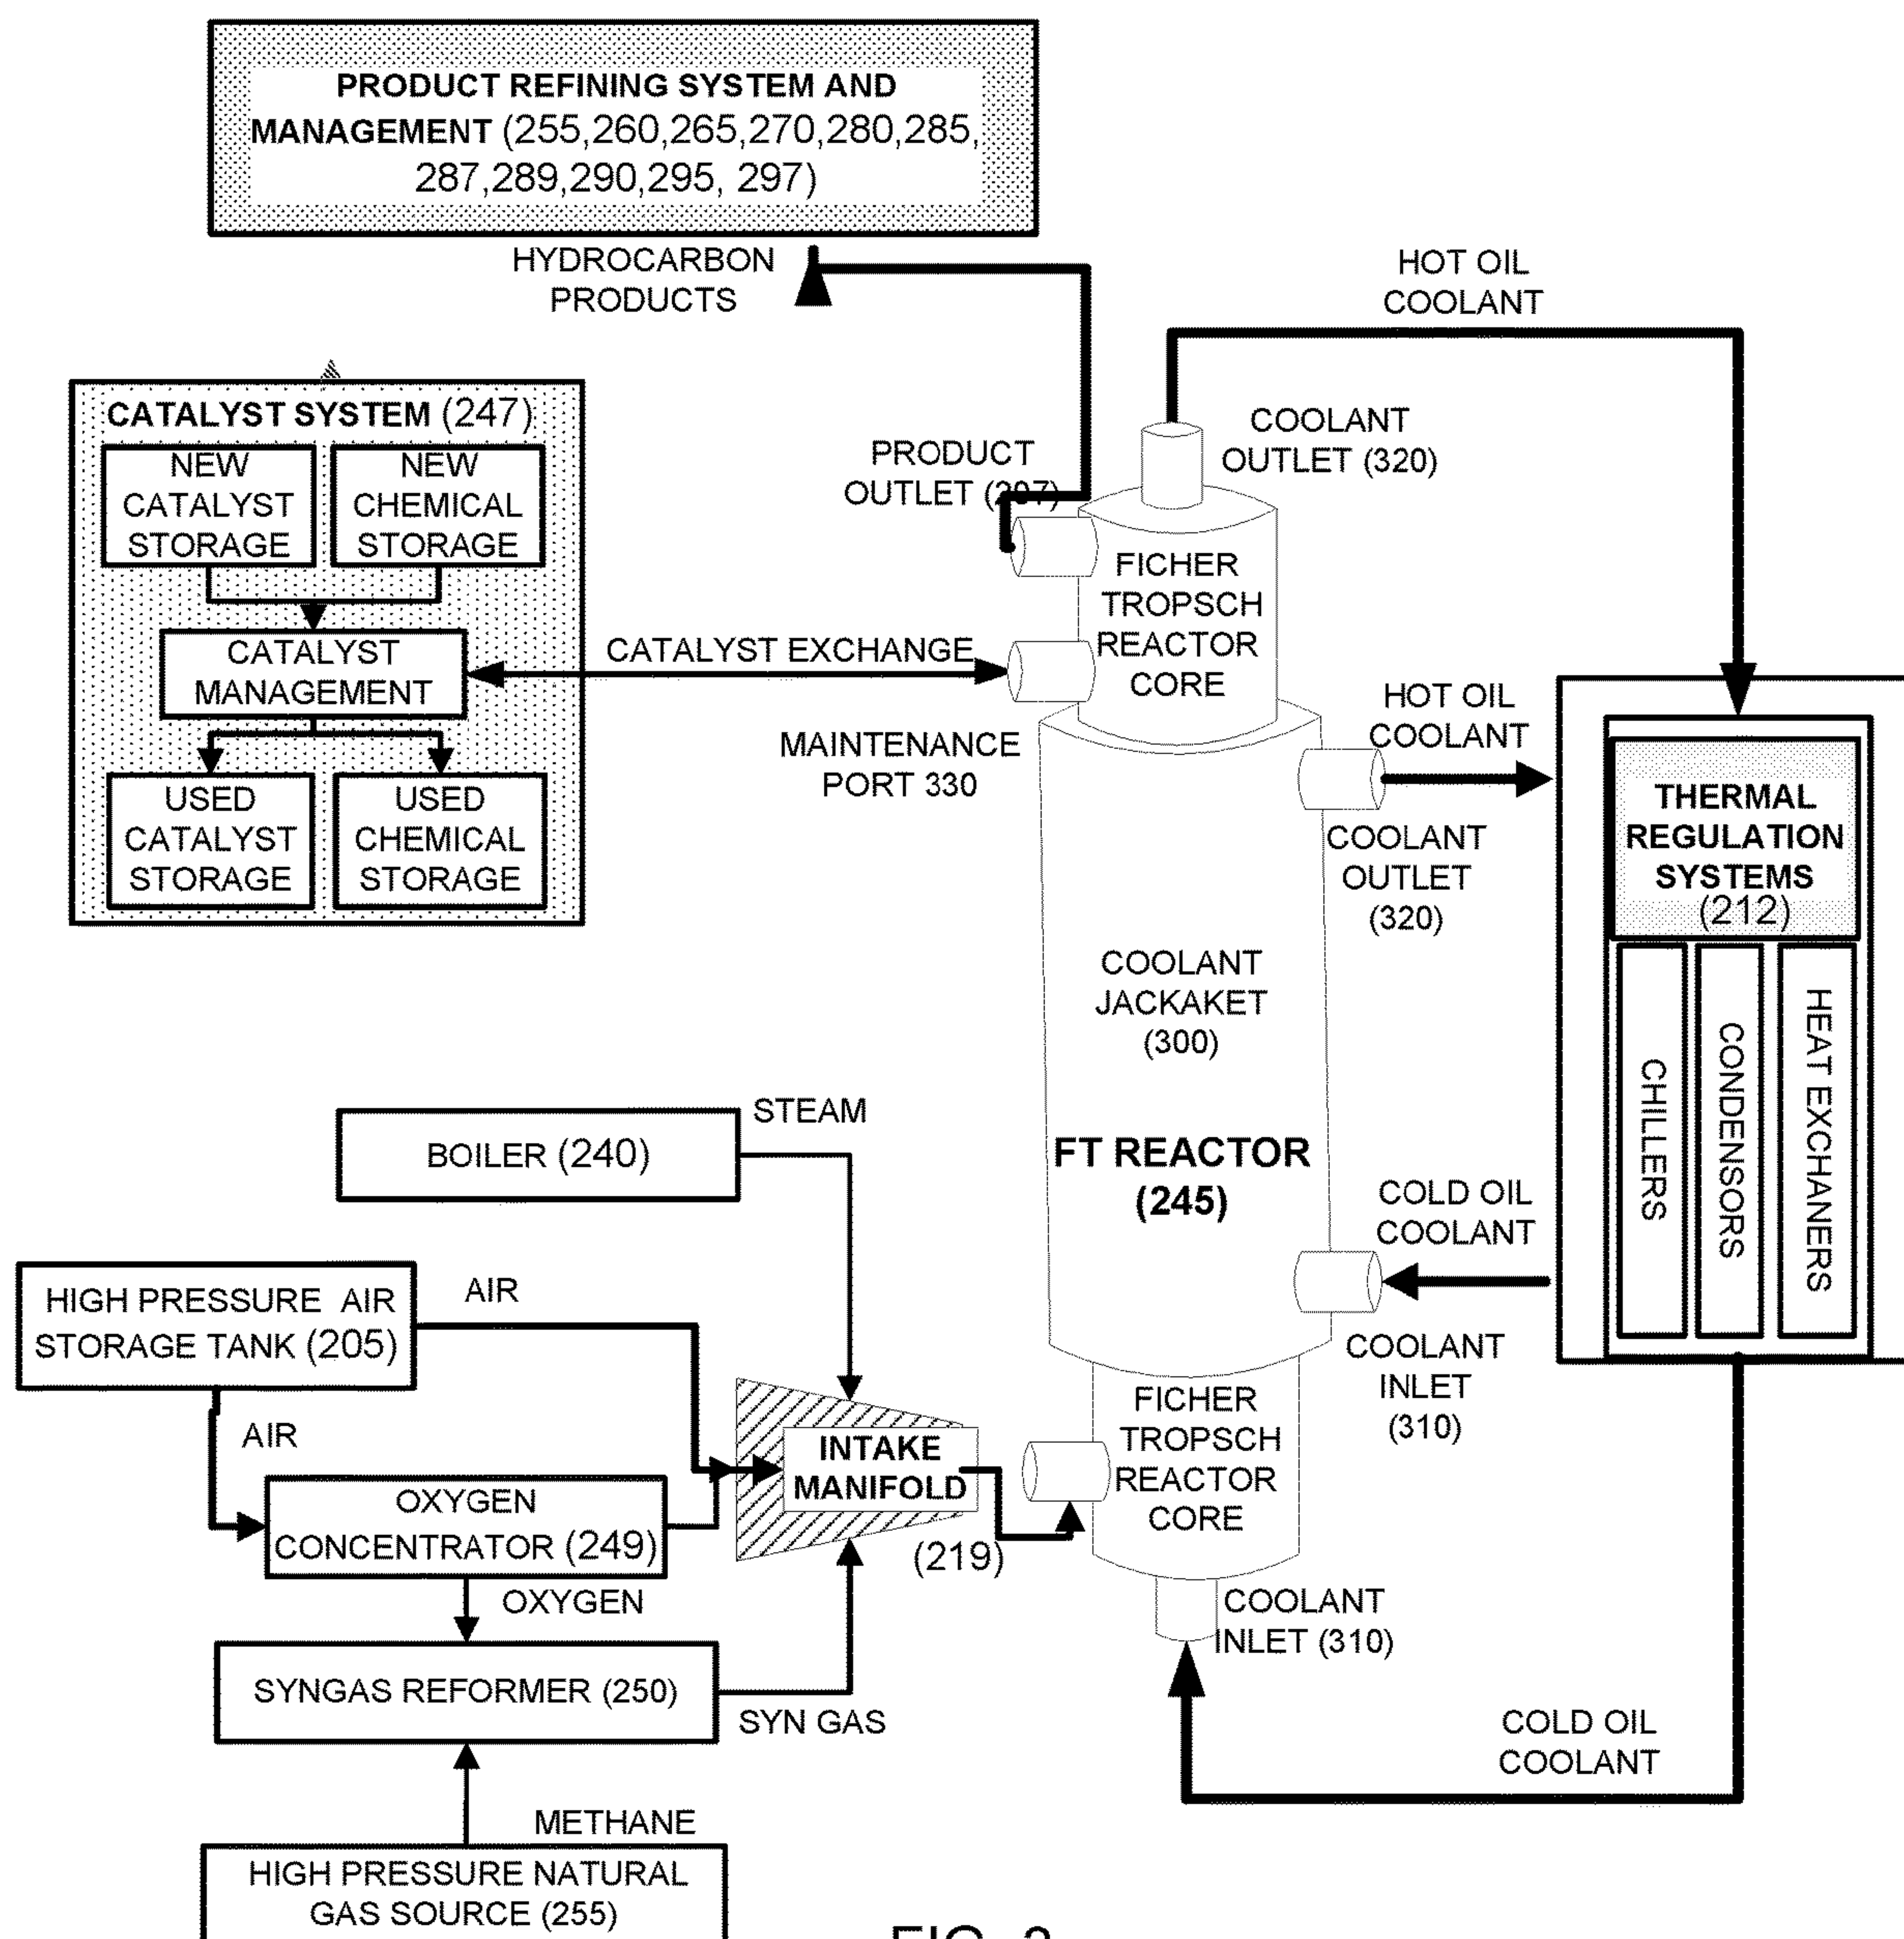 PRODUCT REFINING SYSTEM AND
MANAGEMENT (255,260,265,270,280,285,
287,289,290,295, 297)
HYDROCARBON
PRODUCTS
HOT OIL
COOLANT
CATALYST SYSTEM (247)
NEW
CATALYST
STORAGE
NEW
CHEMICAL
STORAGE
CATALYST
MANAGEMENT
USED
CATALYST
STORAGE
USED
CHEMICAL
STORAGE
PRODUCT
OUTLET
COOLANT
OUTLET (320)
FICHER
TROPSCH
REACTOR
CORE
CATALYST EXCHANGE
MAINTENANCE
PORT 330
HOT OIL
COOLANT
COOLANT
OUTLET
(320)
THERMAL
REGULATION
SYSTEMS
(212)
CHILLERS
CONDENSORS
HEAT EXCHANERS
COOLANT
JACKAKET
(300)
FT REACTOR
(245)
COLD OIL
COOLANT
COOLANT
INLET
(310)
STEAM
BOILER (240)
HIGH PRESSURE AIR
STORAGE TANK (205)
AIR
AIR
OXYGEN
CONCENTRATOR (249)
OXYGEN
INTAKE
MANIFOLD
(219)
FICHER
TROPSCH
REACTOR
CORE
COOLANT
INLET (310)
SYNGAS REFORMER (250)
SYN GAS
COLD OIL
COOLANT
METHANE
HIGH PRESSURE NATURAL
GAS SOURCE (255)